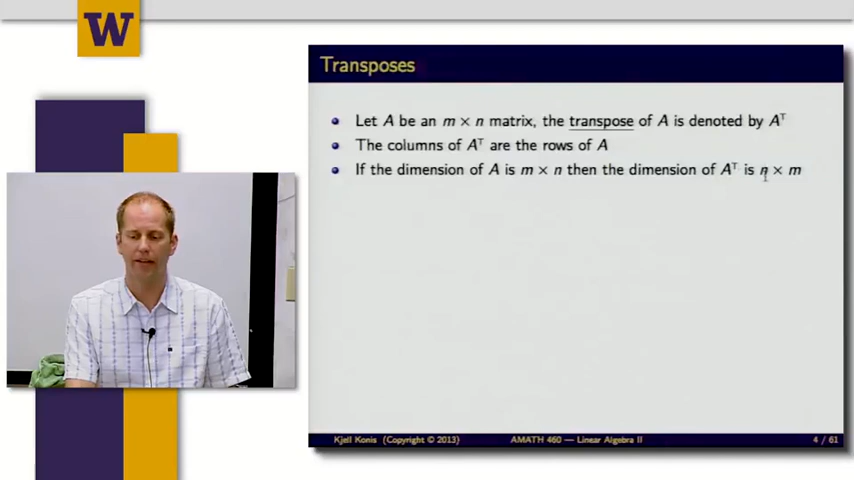 W
Transposes
Let A be an m × n matrix, the transpose of A is denoted by Aᵀ
The columns of Aᵀ are the rows of A
If the dimension of A is m × n then the dimension of Aᵀ is n × m
Kjell Konis (Copyright © 2013) AMATH 460 — Linear Algebra II 4 / 61